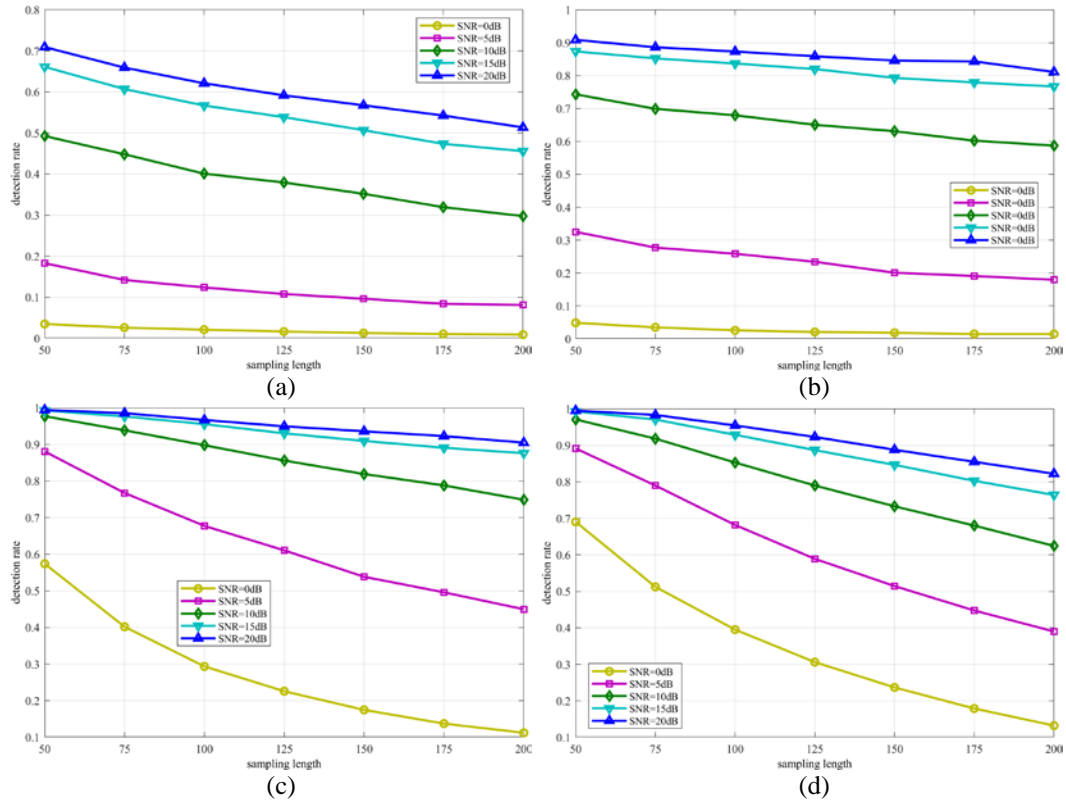 0.8
0.7
0.6
0.5
0.4
0.3
0.2
0.1
0
detection rate
50 75 100 125 150 175 200
sampling length
SNR=0dB
SNR=5dB
SNR=10dB
SNR=15dB
SNR=20dB
(a)
1
0.9
0.8
0.7
0.6
0.5
0.4
0.3
0.2
0.1
0
detection rate
50 75 100 125 150 175 200
sampling length
SNR=0dB
SNR=0dB
SNR=0dB
SNR=0dB
SNR=0dB
(b)
1
0.9
0.8
0.7
0.6
0.5
0.4
0.3
0.2
0.1
detection rate
50 75 100 125 150 175 200
sampling length
SNR=0dB
SNR=5dB
SNR=10dB
SNR=15dB
SNR=20dB
(c)
1
0.9
0.8
0.7
0.6
0.5
0.4
0.3
0.2
0.1
detection rate
50 75 100 125 150 175 200
sampling length
SNR=0dB
SNR=5dB
SNR=10dB
SNR=15dB
SNR=20dB
(d)